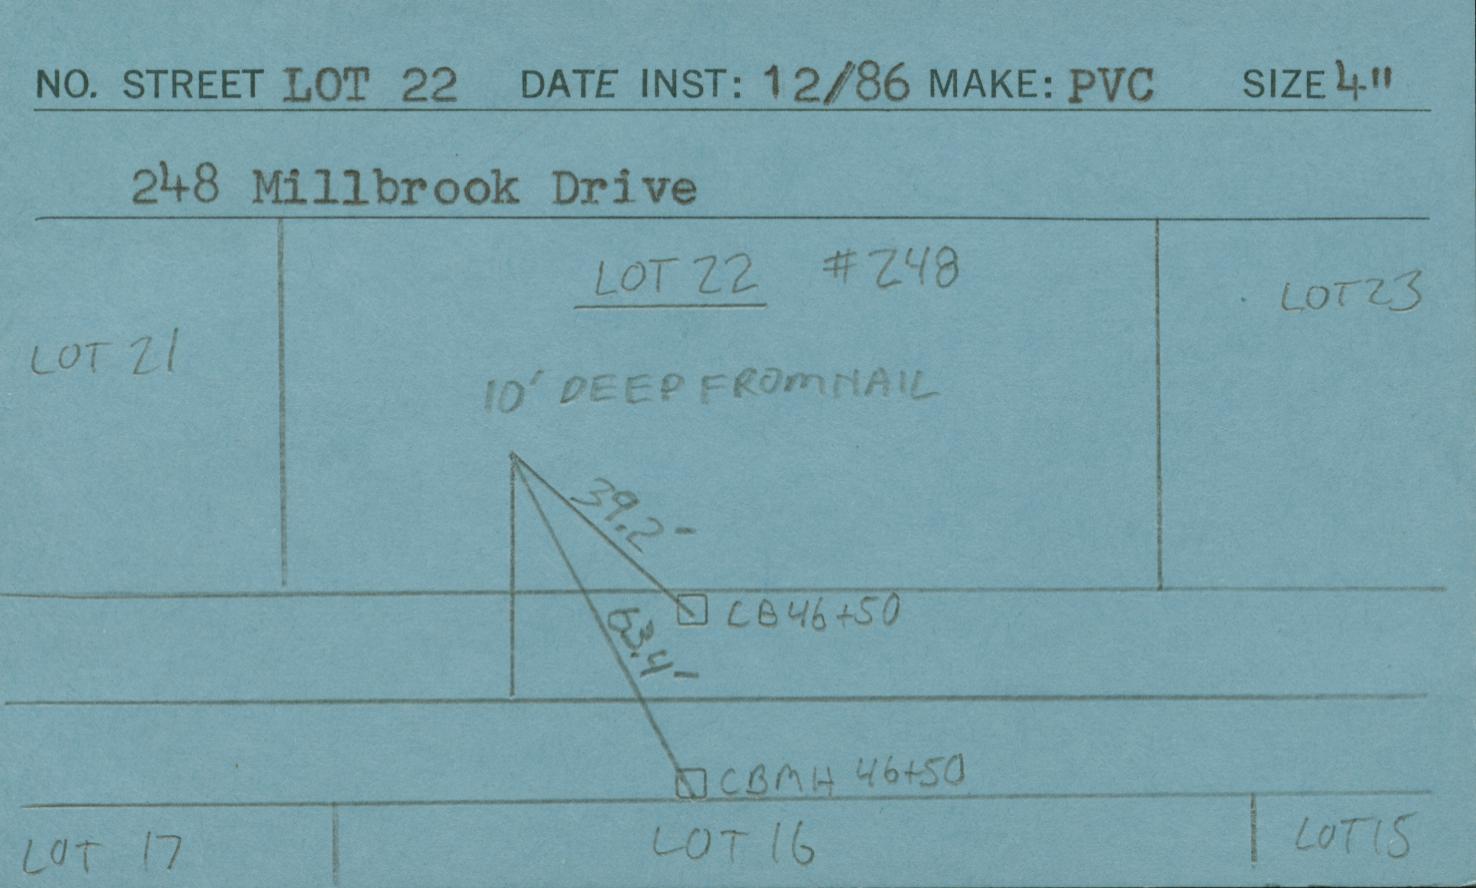 NO. STREET LOT 22 DATE INST: 12/86 MAKE: PVC SIZE 4"
248 Millbrook Drive
LOT 22 #248
LOT 23
LOT 21
10' DEEP FROM NAIL
39.2-
CB 46+50
63.4-
CBMH 46+50
LOT 17 LOT 16 LOT 15